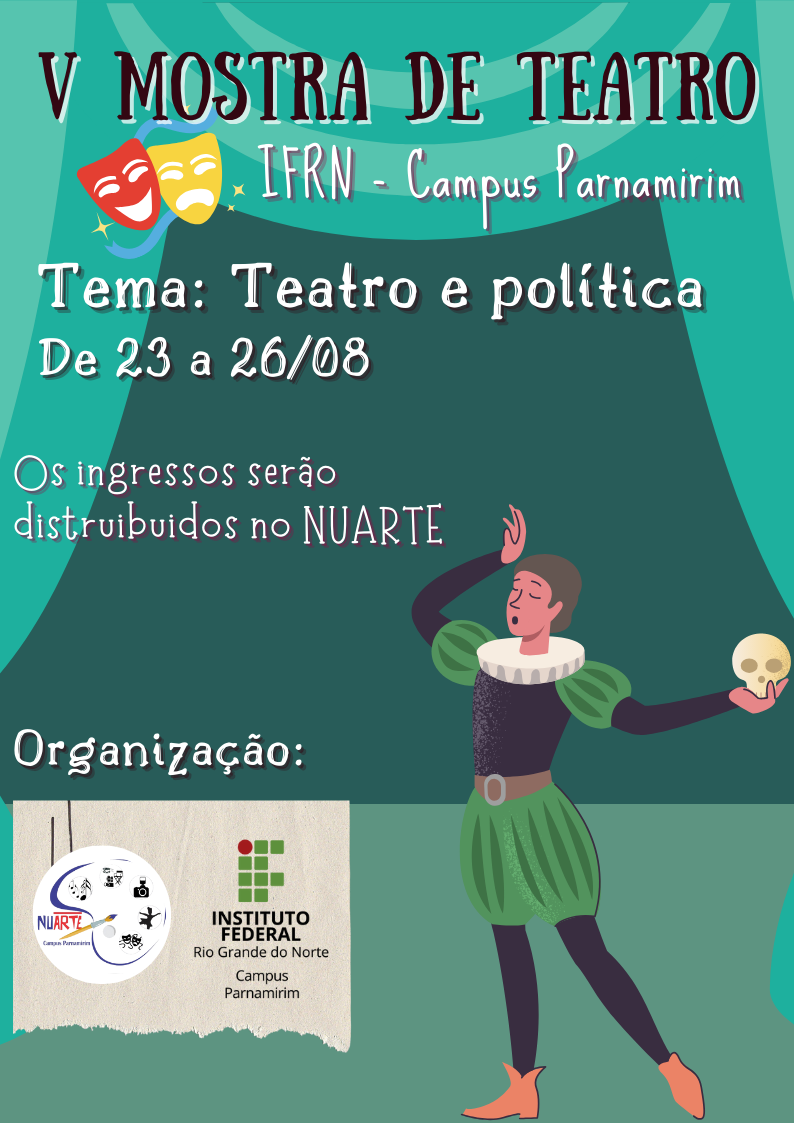 V MOSTRA DE TEATRO
IFRN - Campus Parnamirim
Tema: Teatro e política
De 23 a 26/08
Os ingressos serão
distruibuidos no NUARTE
Organização:
NUARTE
Campus Parnamirim
INSTITUTO
FEDERAL
Rio Grande do Norte
Campus
Parnamirim